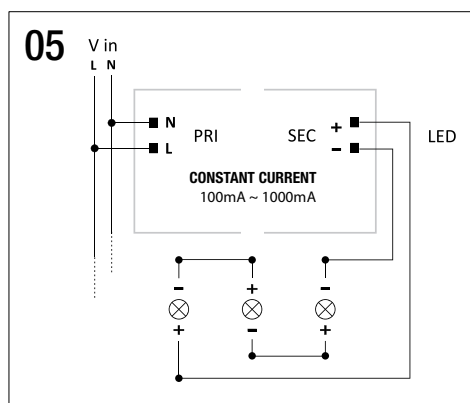 05
V in
L N
N PRI SEC + LED
L -
CONSTANT CURRENT
100mA ~ 1000mA
- + -
+ - +